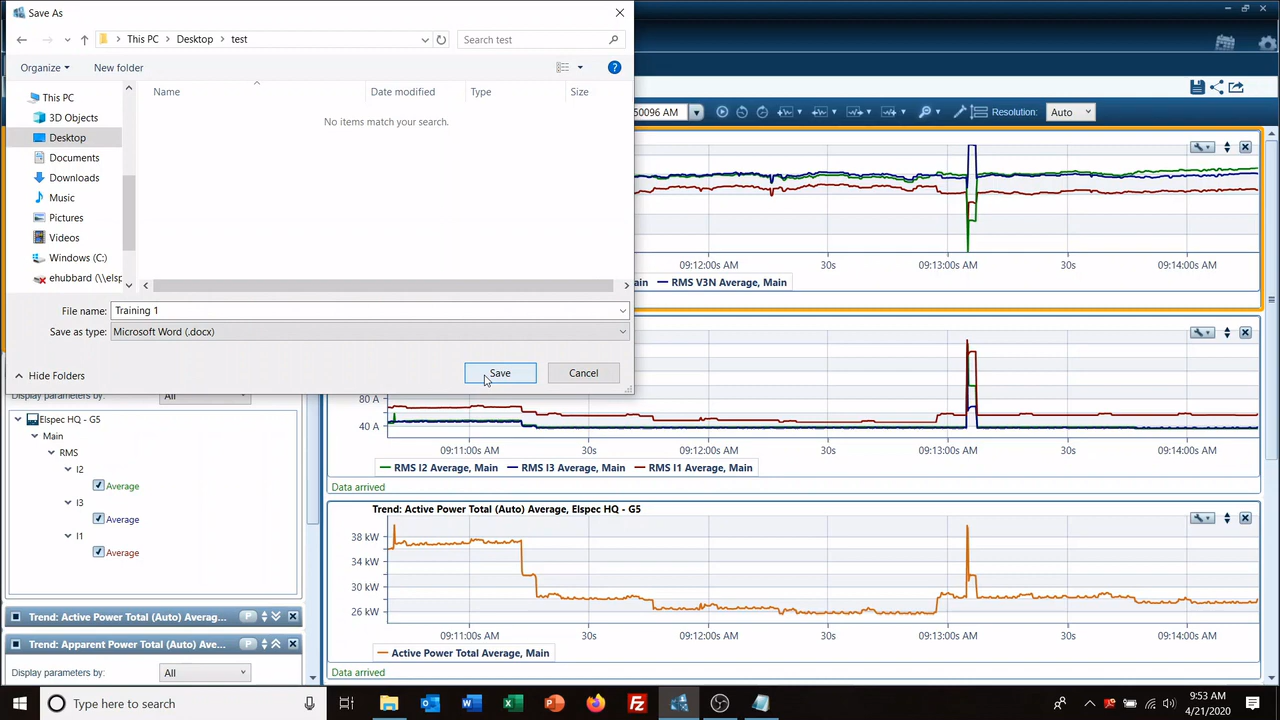 Save As
This PC
Desktop
test
Search test
Organize
New folder
Name
Date modified
Type
Size
No items match your search.
This PC
3D Objects
Desktop
Documents
Downloads
Music
Pictures
Videos
Windows (C:)
ehubbard (\\elsp
File name:
Training 1
Save as type:
Microsoft Word (.docx)
Hide Folders
Save
Cancel
50096 AM
Resolution:
Auto
09:12:00s AM
30s
09:13:00s AM
30s
09:14:00s AM
ain
RMS V3N Average, Main
80 A
40 A
09:11:00s AM
30s
09:12:00s AM
30s
09:13:00s AM
30s
09:14:00s AM
RMS I2 Average, Main
RMS I3 Average, Main
RMS I1 Average, Main
Data arrived
All
Elspec HQ - G5
Main
RMS
I2
Average
I3
Average
I1
Average
Trend: Active Power Total (Auto) Average, Elspec HQ - G5
38 kW
34 kW
30 kW
26 kW
09:11:00s AM
30s
09:12:00s AM
30s
09:13:00s AM
30s
09:14:00s AM
Active Power Total Average, Main
Data arrived
Trend: Active Power Total (Auto) Averag...
P
Trend: Apparent Power Total (Auto) Ave...
P
Display parameters by:
All
Type here to search
9:53 AM
4/21/2020